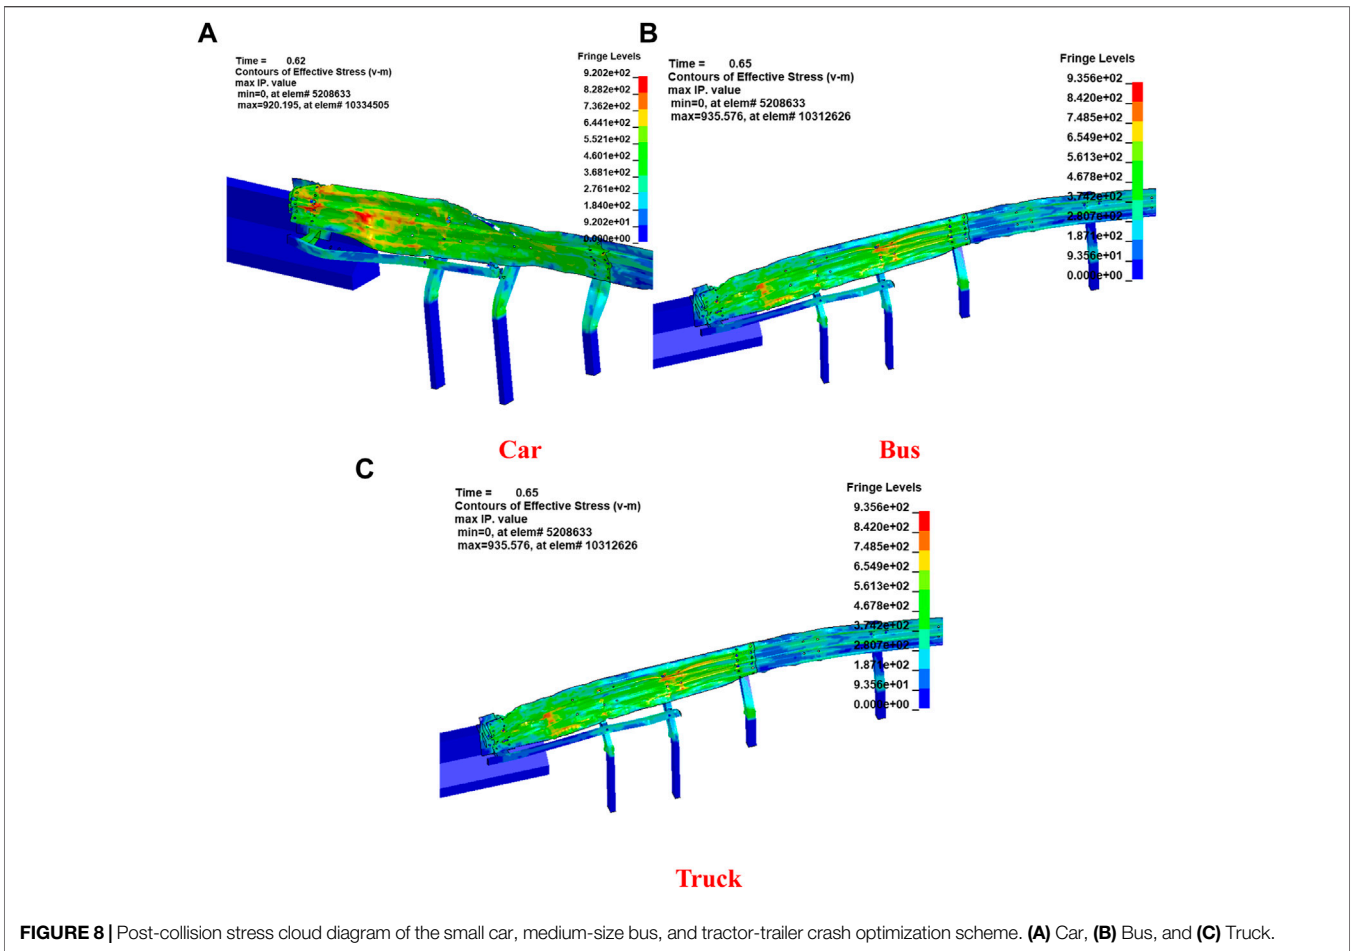 A
Time = 0.62
Contours of Effective Stress (v-m)
max IP. value
min=0, at elem# 5208633
max=920.195, at elem# 10334505
Fringe Levels
9.202e+02
8.282e+02
7.362e+02
6.441e+02
5.521e+02
4.601e+02
3.681e+02
2.761e+02
1.840e+02
9.202e+01
0.000e+00
Car
B
Time = 0.65
Contours of Effective Stress (v-m)
max IP. value
min=0, at elem# 5208633
max=935.576, at elem# 10312626
Fringe Levels
9.356e+02
8.420e+02
7.485e+02
6.549e+02
5.613e+02
4.678e+02
3.742e+02
2.807e+02
1.871e+02
9.356e+01
0.000e+00
Bus
C
Time = 0.65
Contours of Effective Stress (v-m)
max IP. value
min=0, at elem# 5208633
max=935.576, at elem# 10312626
Fringe Levels
9.356e+02
8.420e+02
7.485e+02
6.549e+02
5.613e+02
4.678e+02
3.742e+02
2.807e+02
1.871e+02
9.356e+01
0.000e+00
Truck
FIGURE 8 | Post-collision stress cloud diagram of the small car, medium-size bus, and tractor-trailer crash optimization scheme. (A) Car, (B) Bus, and (C) Truck.